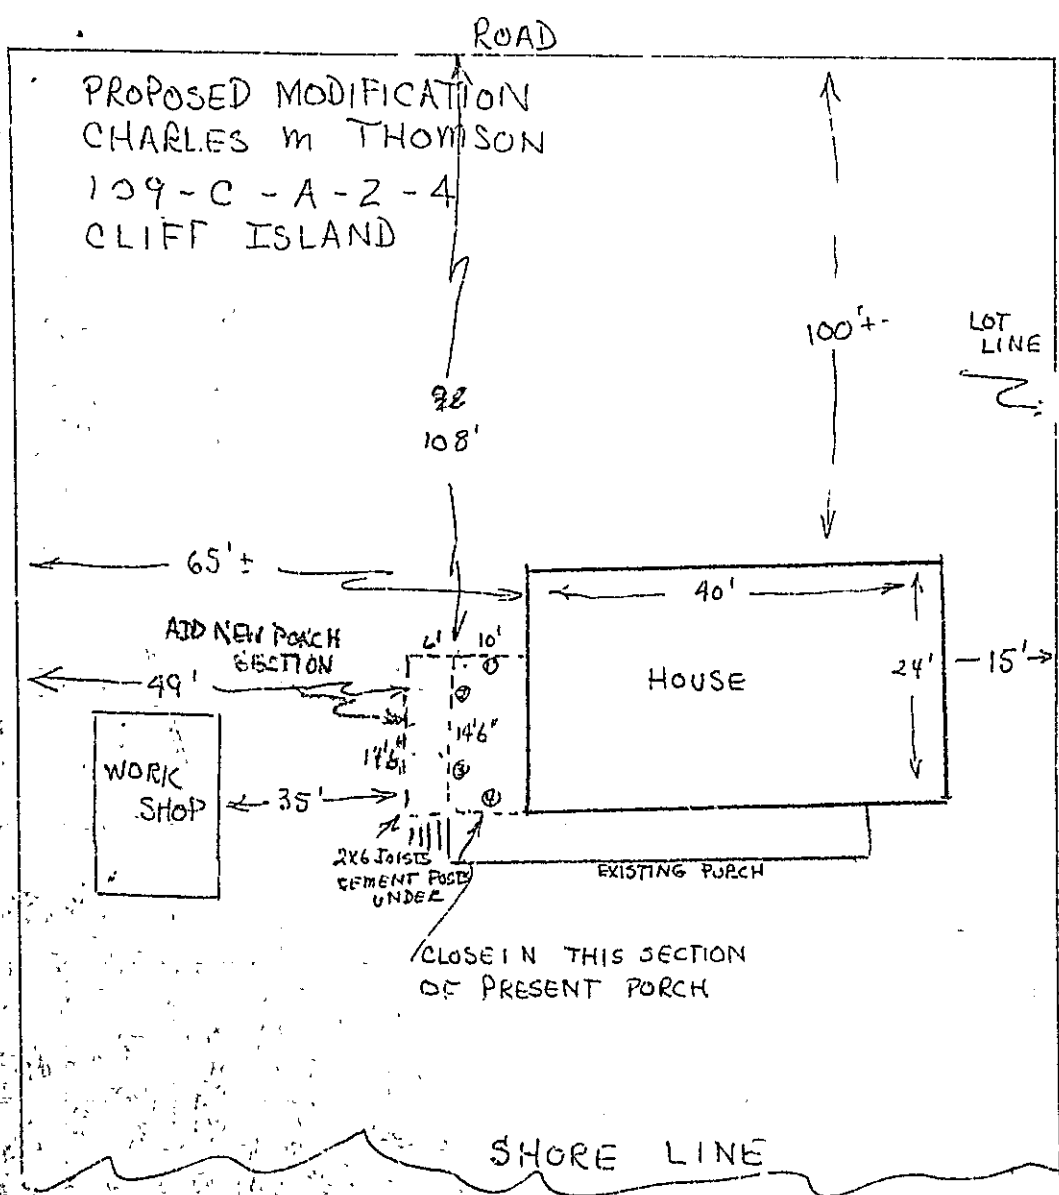 ROAD
PROPOSED MODIFICATION
CHARLES m THOMSON
109-C-A-2-4
CLIFF ISLAND
100'+-
LOT
LINE
108'
65'±
40'
ADD NEW PORCH
SECTION
6' 10'
49'
HOUSE
24'
15'
14'6"
WORK
SHOP
35'
2X6 JOISTS
CEMENT POSTS
UNDER
EXISTING PORCH
CLOSE IN THIS SECTION
OF PRESENT PORCH
SHORE LINE